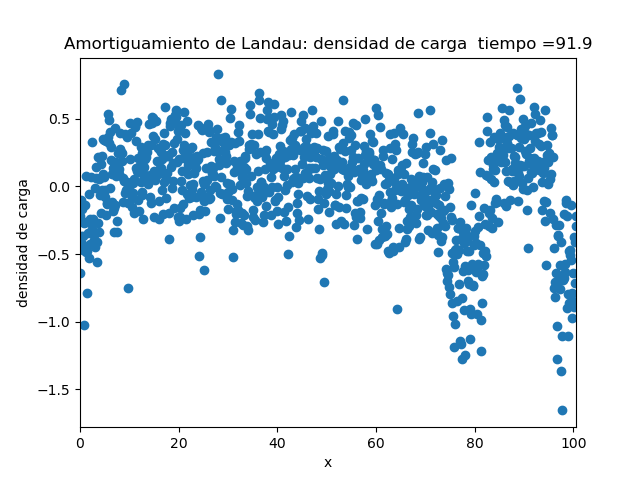 Amortiguamiento de Landau: densidad de carga  tiempo =91.9
densidad de carga
0.5
0.0
−0.5
−1.0
−1.5
0 20 40 60 80 100
x